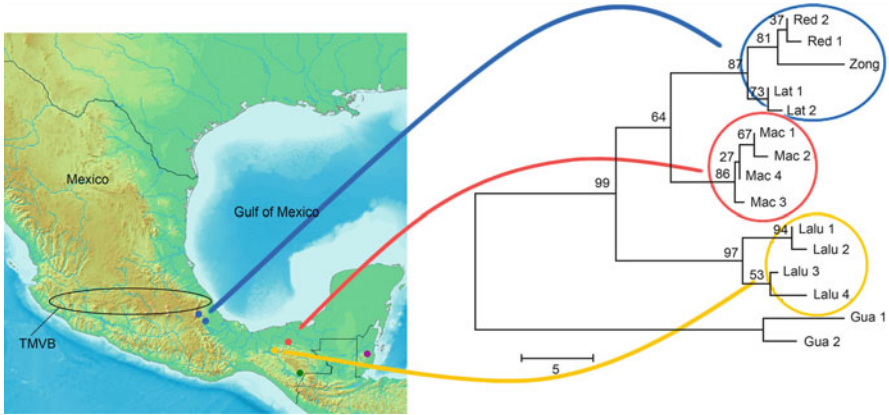 Mexico
Gulf of Mexico
TMVB
37
Red 2
81
Red 1
87
Zong
73
Lat 1
Lat 2
64
67
Mac 1
27
Mac 2
86
Mac 4
Mac 3
99
94
Lalu 1
97
Lalu 2
53
Lalu 3
Lalu 4
Gua 1
Gua 2
5